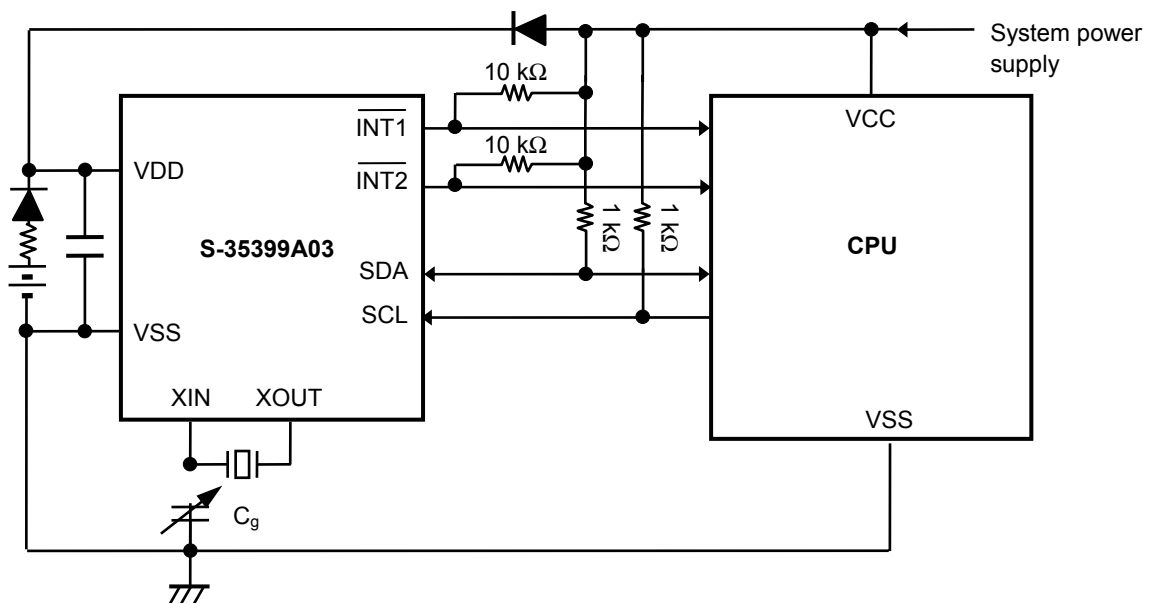 System power
supply
10 kΩ
INT1
VCC
10 kΩ
VDD
INT2
1 kΩ
1 kΩ
S-35399A03
CPU
SDA
SCL
VSS
XIN
XOUT
VSS
Cg